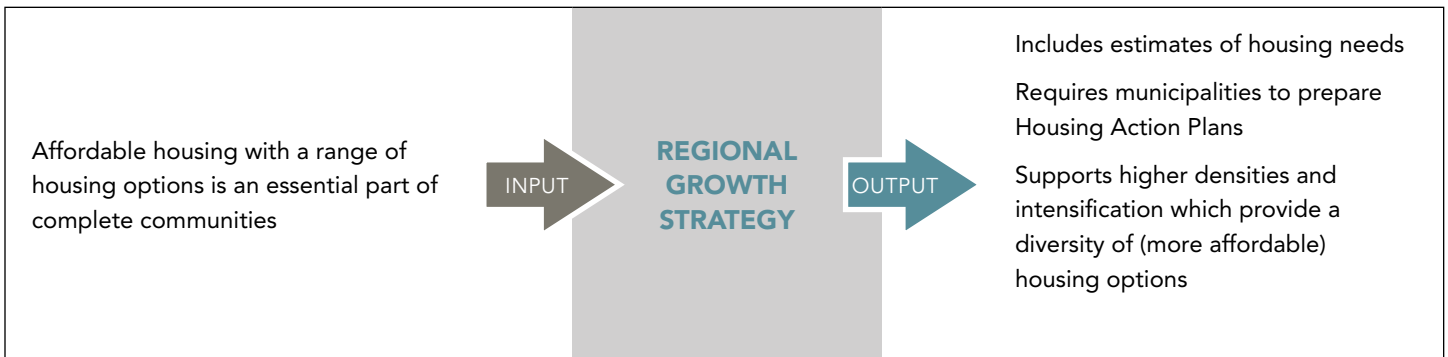 Affordable housing with a range of
housing options is an essential part of
complete communities
INPUT
REGIONAL
GROWTH
STRATEGY
OUTPUT
Includes estimates of housing needs
Requires municipalities to prepare
Housing Action Plans
Supports higher densities and
intensification which provide a
diversity of (more affordable)
housing options